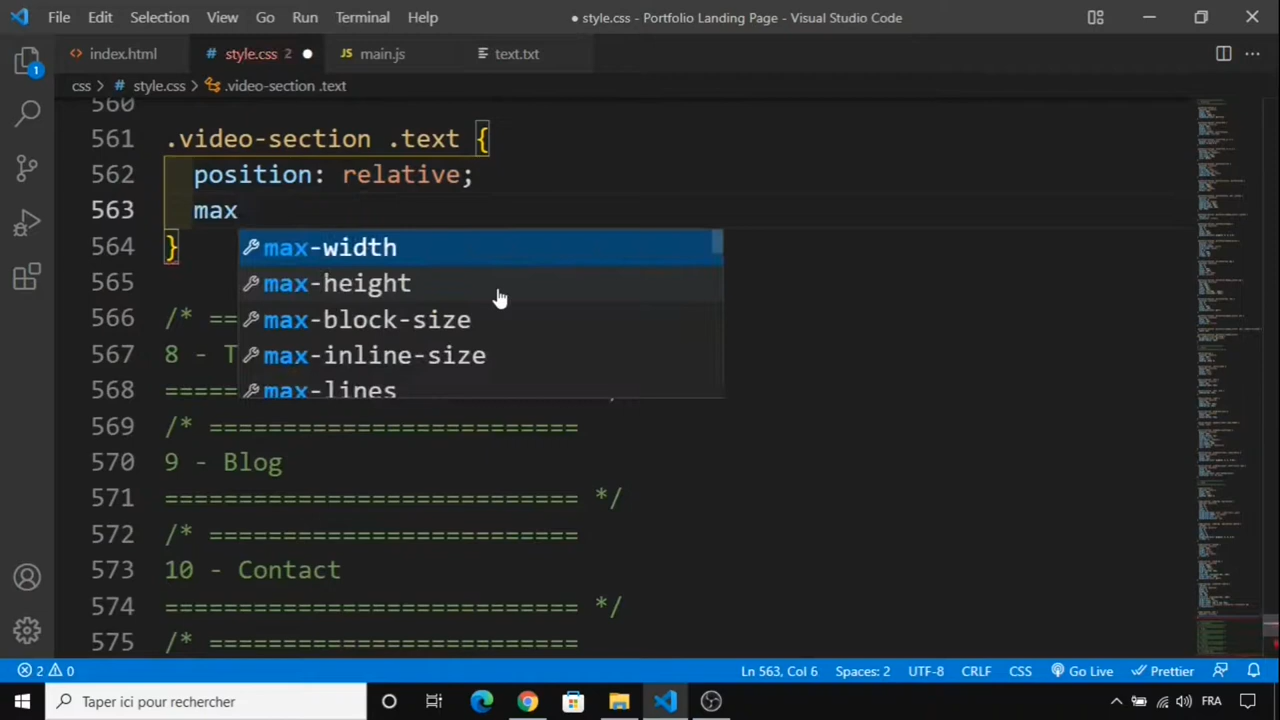 File Edit Selection View Go Run Terminal Help
● style.css - Portfolio Landing Page - Visual Studio Code
index.html
# style.css 2
JS main.js
text.txt
1
css > # style.css > .video-section .text
560
561 .video-section .text {
562 position: relative;
563 max
564 }
max-width
max-height
max-block-size
max-inline-size
max-lines
565
566 /* ==
567 8 - T
568 =====
569 /* =========================
570 9 - Blog
571 ============================ */
572 /* =========================
573 10 - Contact
574 ============================ */
575 /* =========================
2 0
Ln 563, Col 6 Spaces: 2 UTF-8 CRLF CSS Go Live Prettier
Taper ici pour rechercher
FRA